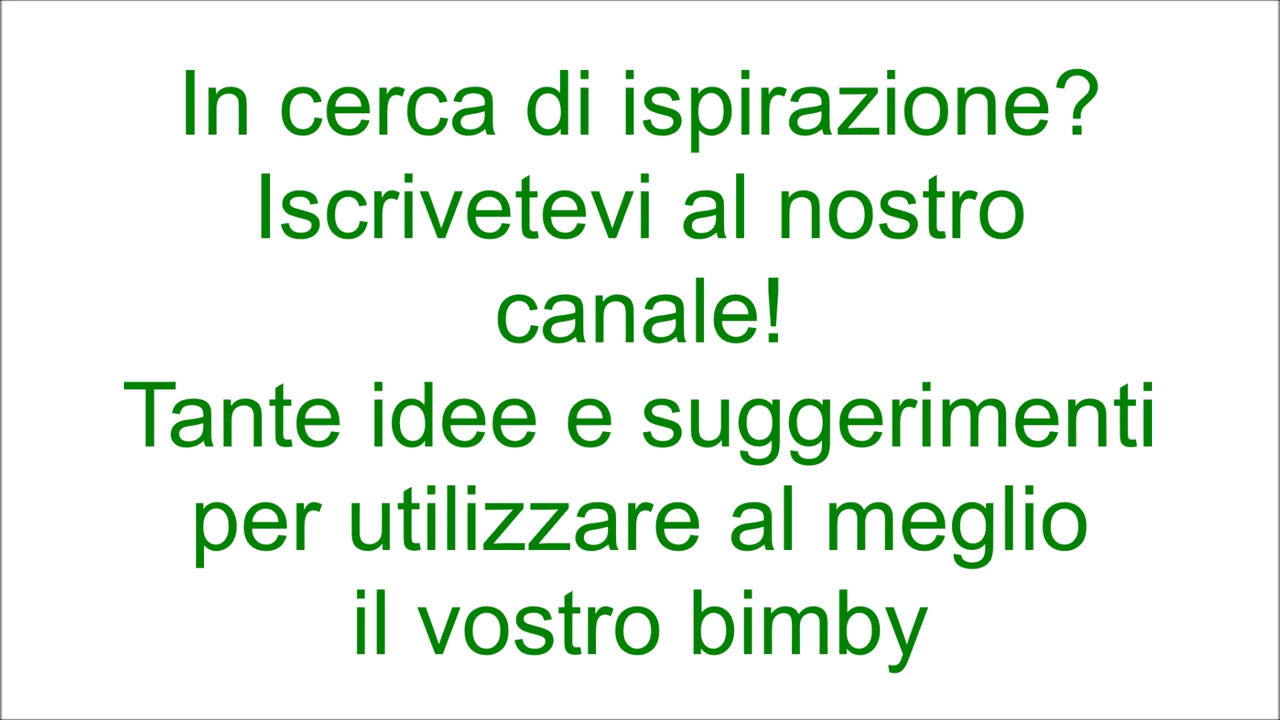 In cerca di ispirazione?
Iscrivetevi al nostro
canale!
Tante idee e suggerimenti
per utilizzare al meglio
il vostro bimby